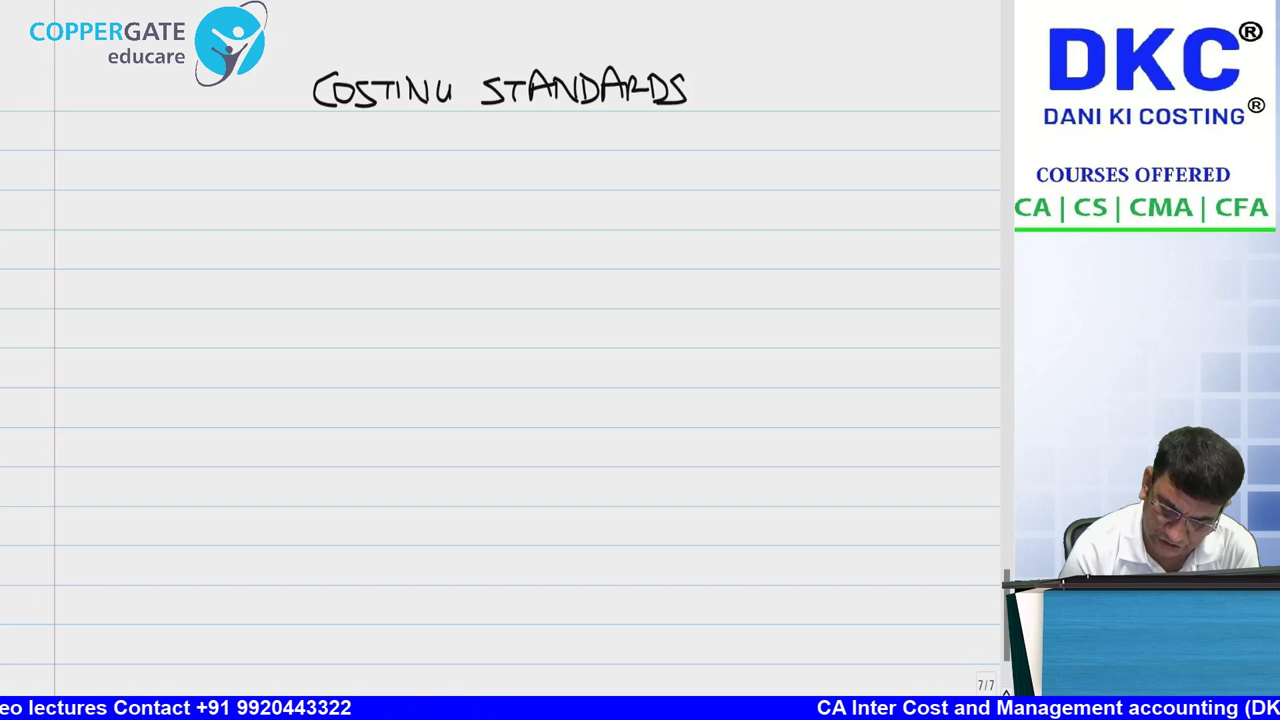 COPPERGATE
educare
COSTING STANDARDS
DKC®
DANI KI COSTING®
COURSES OFFERED
CA | CS | CMA | CFA
7/7
eo lectures Contact +91 9920443322
CA Inter Cost and Management accounting (DK